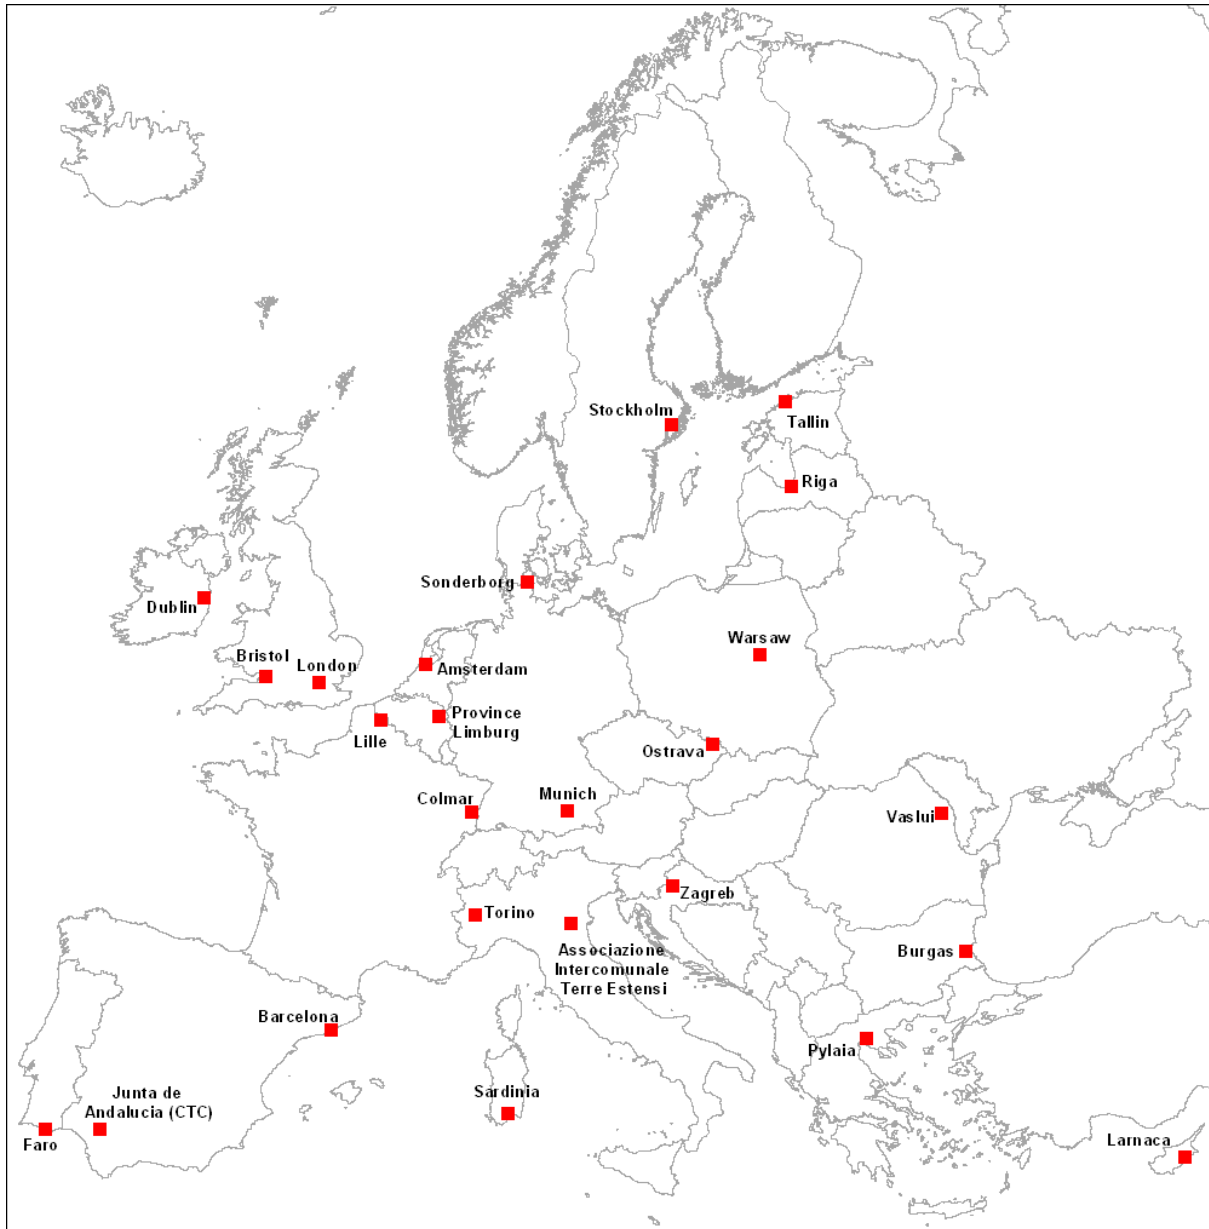 Stockholm
Tallin
Riga
Sonderborg
Dublin
Warsaw
Bristol
London
Amsterdam
Province
Limburg
Lille
Ostrava
Colmar
Munich
Vaslui
Zagreb
Torino
Associazione
Intercomunale
Terre Estensi
Burgas
Barcelona
Pylaia
Junta de
Andalucia (CTC)
Sardinia
Faro
Larnaca